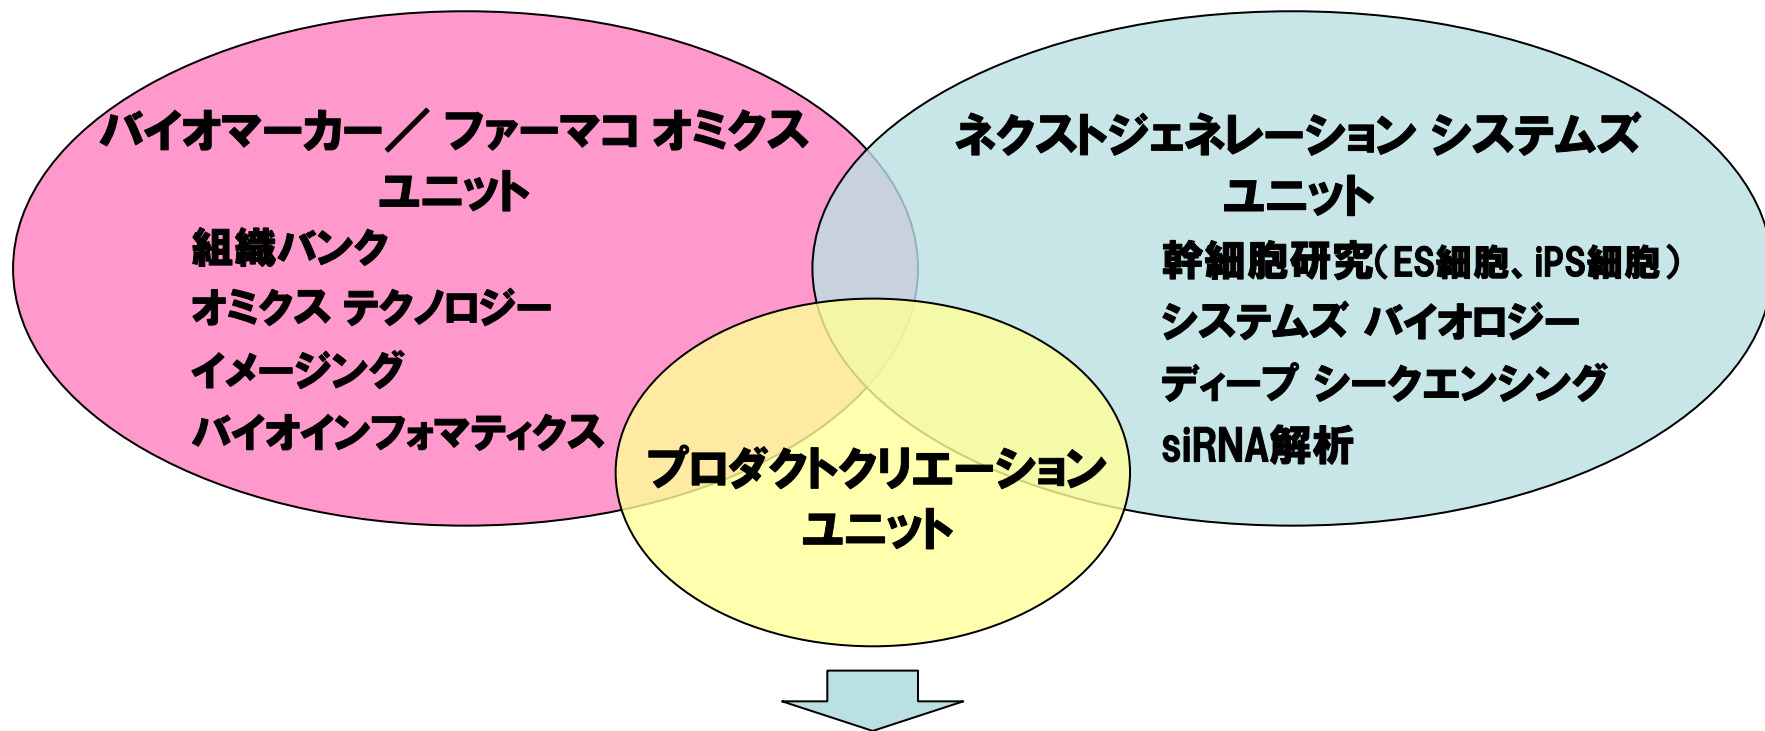 バイオマーカー／ ファーマコ オミクス
ユニット
組織バンク
オミクス テクノロジー
イメージング
バイオインフォマティクス
ネクストジェネレーション システムズ
ユニット
幹細胞研究（ES細胞、iPS細胞）
システムズ バイオロジー
ディープ シークエンシング
siRNA解析
プロダクトクリエーション
ユニット